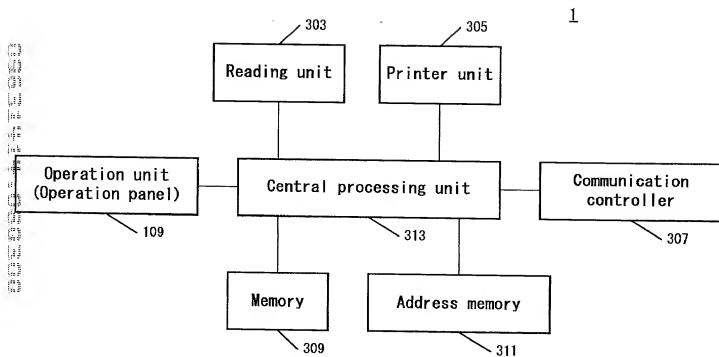 1
303
305
Reading unit
Printer unit
Operation unit
(Operation panel)
Central processing unit
Communication
controller
109
313
307
Memory
Address memory
309
311